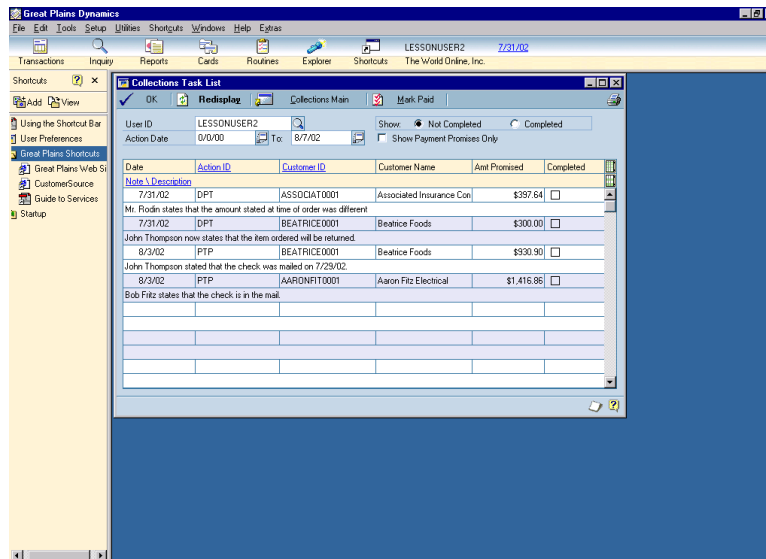 Great Plains Dynamics
File Edit Tools Setup Utilities Shortcuts Windows Help Extras
LESSONUSER2 7/31/02
Transactions Inquiry Reports Cards Routines Explorer Shortcuts The World Online, Inc.
Shortcuts
Add View
Using the Shortcut Bar
User Preferences
Great Plains Shortcuts
Great Plains Web Si
CustomerSource
Guide to Services
Startup
Collections Task List
OK Redisplay Collections Main Mark Paid
User ID LESSONUSER2 Show: Not Completed Completed
Action Date 0/0/00 To: 8/7/02 Show Payment Promises Only
Date Action ID Customer ID Customer Name Amt Promised Completed
Note \ Description
7/31/02 DPT ASSOCIAT0001 Associated Insurance Con $397.64
Mr. Rodin states that the amount stated at time of order was different
7/31/02 DPT BEATRICE0001 Beatrice Foods $300.00
John Thompson now states that the item ordered will be returned.
8/3/02 PTP BEATRICE0001 Beatrice Foods $930.90
John Thompson stated that the check was mailed on 7/29/02.
8/3/02 PTP AARONFIT0001 Aaron Fitz Electrical $1,416.86
Bob Fritz states that the check is in the mail.